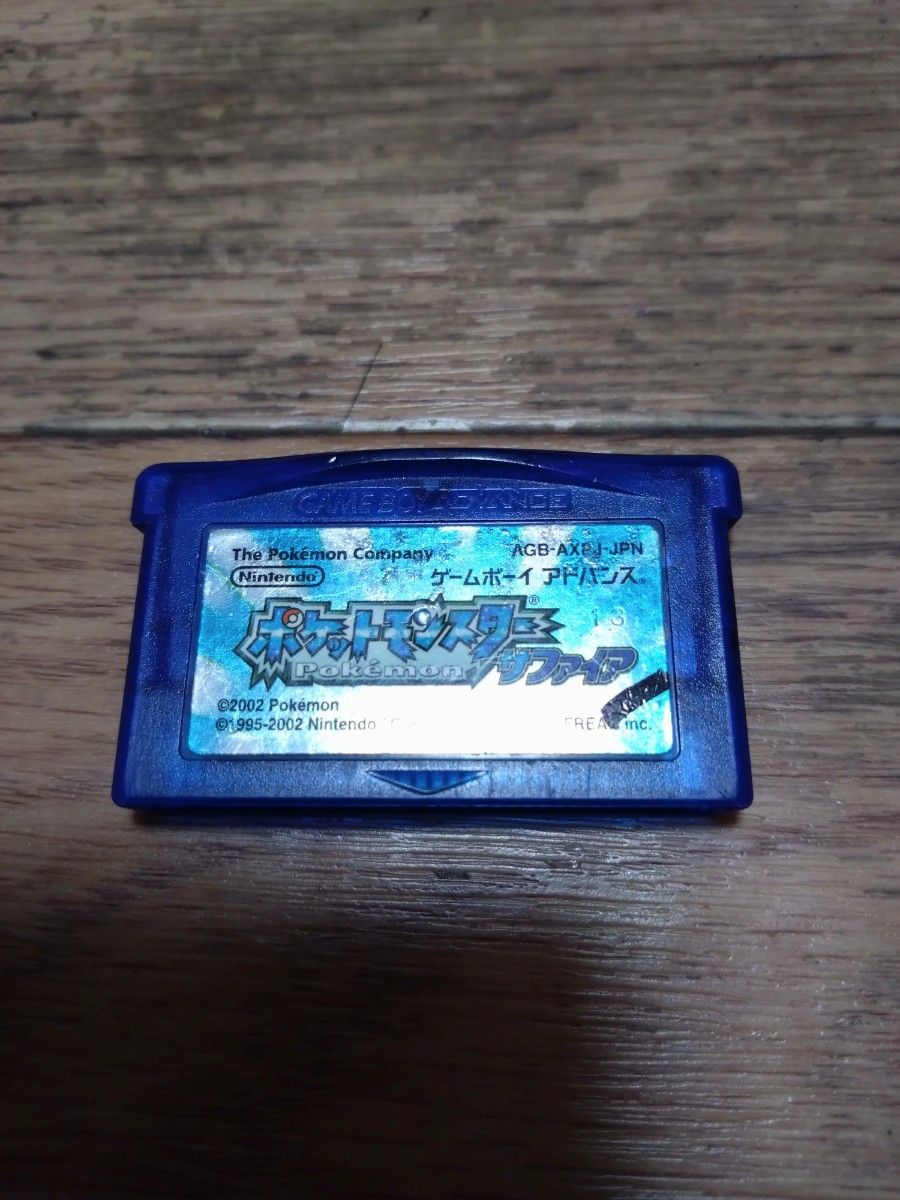 GAME BOY ADVANCE
The Pokémon Company AGB-AXPJ-JPN
Nintendo ゲームボーイ アドバンス®
ポケットモンスター®
13
Pokémon サファイア
©2002 Pokémon
©1995-2002 Nintendo FREAK inc.